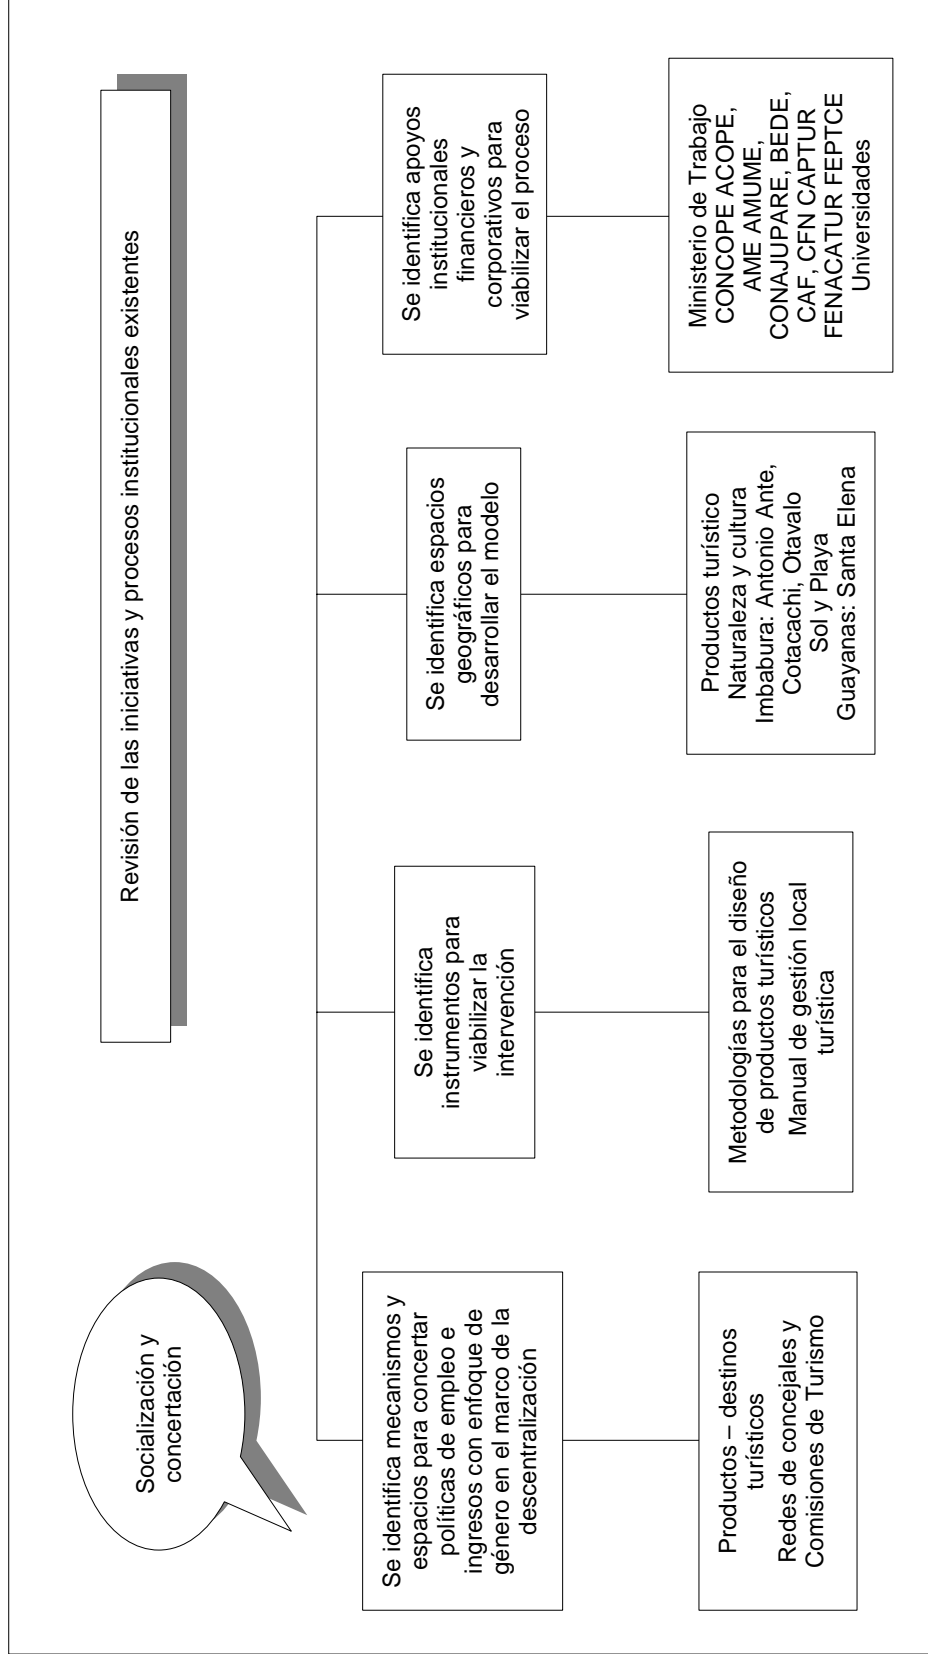 Revisión de las iniciativas y procesos institucionales existentes
Socialización y
concertación
Se identifica mecanismos y
espacios para concertar
políticas de empleo e
ingresos con enfoque de
género en el marco de la
descentralización
Productos – destinos
turísticos
Redes de concejales y
Comisiones de Turismo
Se identifica
instrumentos para
viabilizar la
intervención
Metodologías para el diseño
de productos turísticos
Manual de gestión local
turística
Se identifica espacios
geográficos para
desarrollar el modelo
Productos turístico
Naturaleza y cultura
Imbabura: Antonio Ante,
Cotacachi, Otavalo
Sol y Playa
Guayanas: Santa Elena
Se identifica apoyos
institucionales
financieros y
corporativos para
viabilizar el proceso
Ministerio de Trabajo
CONCOPE ACOPE,
AME AMUME,
CONAJUPARE, BEDE,
CAF, CFN CAPTUR
FENACATUR FEPTCE
Universidades